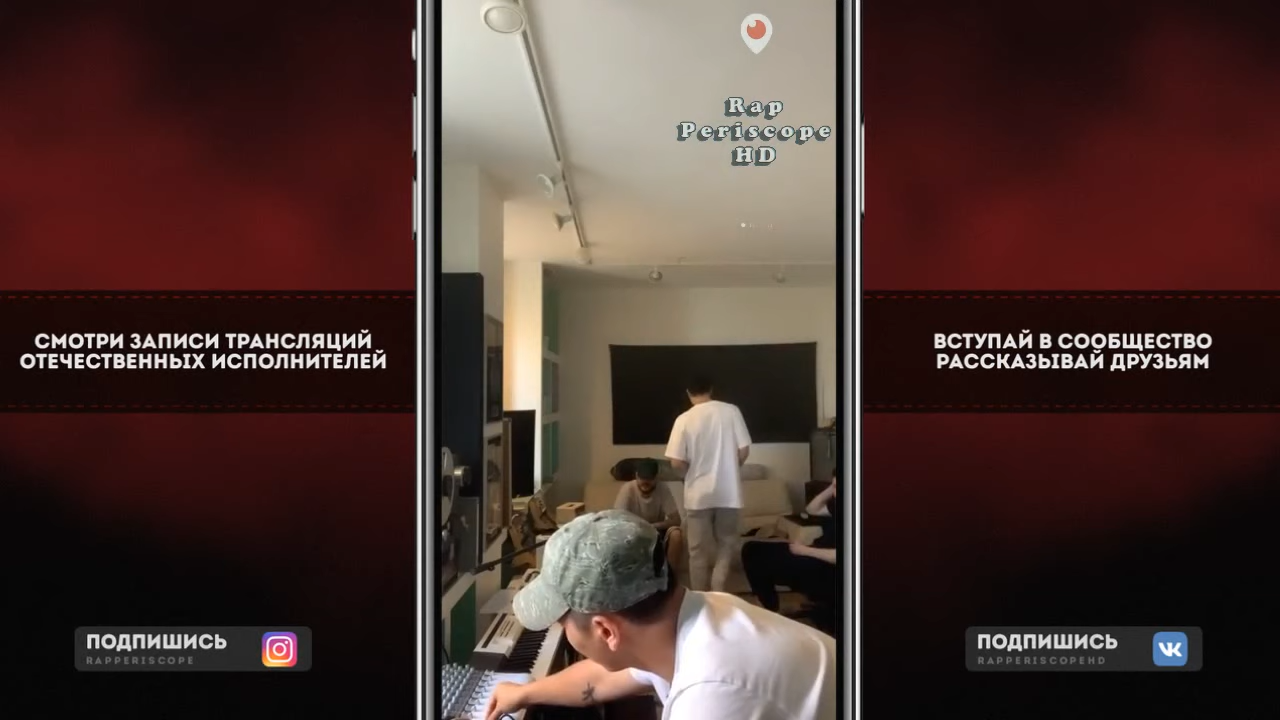 Rap
Periscope
HD
СМОТРИ ЗАПИСИ ТРАНСЛЯЦИЙ
ОТЕЧЕСТВЕННЫХ ИСПОЛНИТЕЛЕЙ
ВСТУПАЙ В СООБЩЕСТВО
РАССКАЗЫВАЙ ДРУЗЬЯМ
ПОДПИШИСЬ
RAPPERISCOPE
ПОДПИШИСЬ
RAPPERISCOPEHD